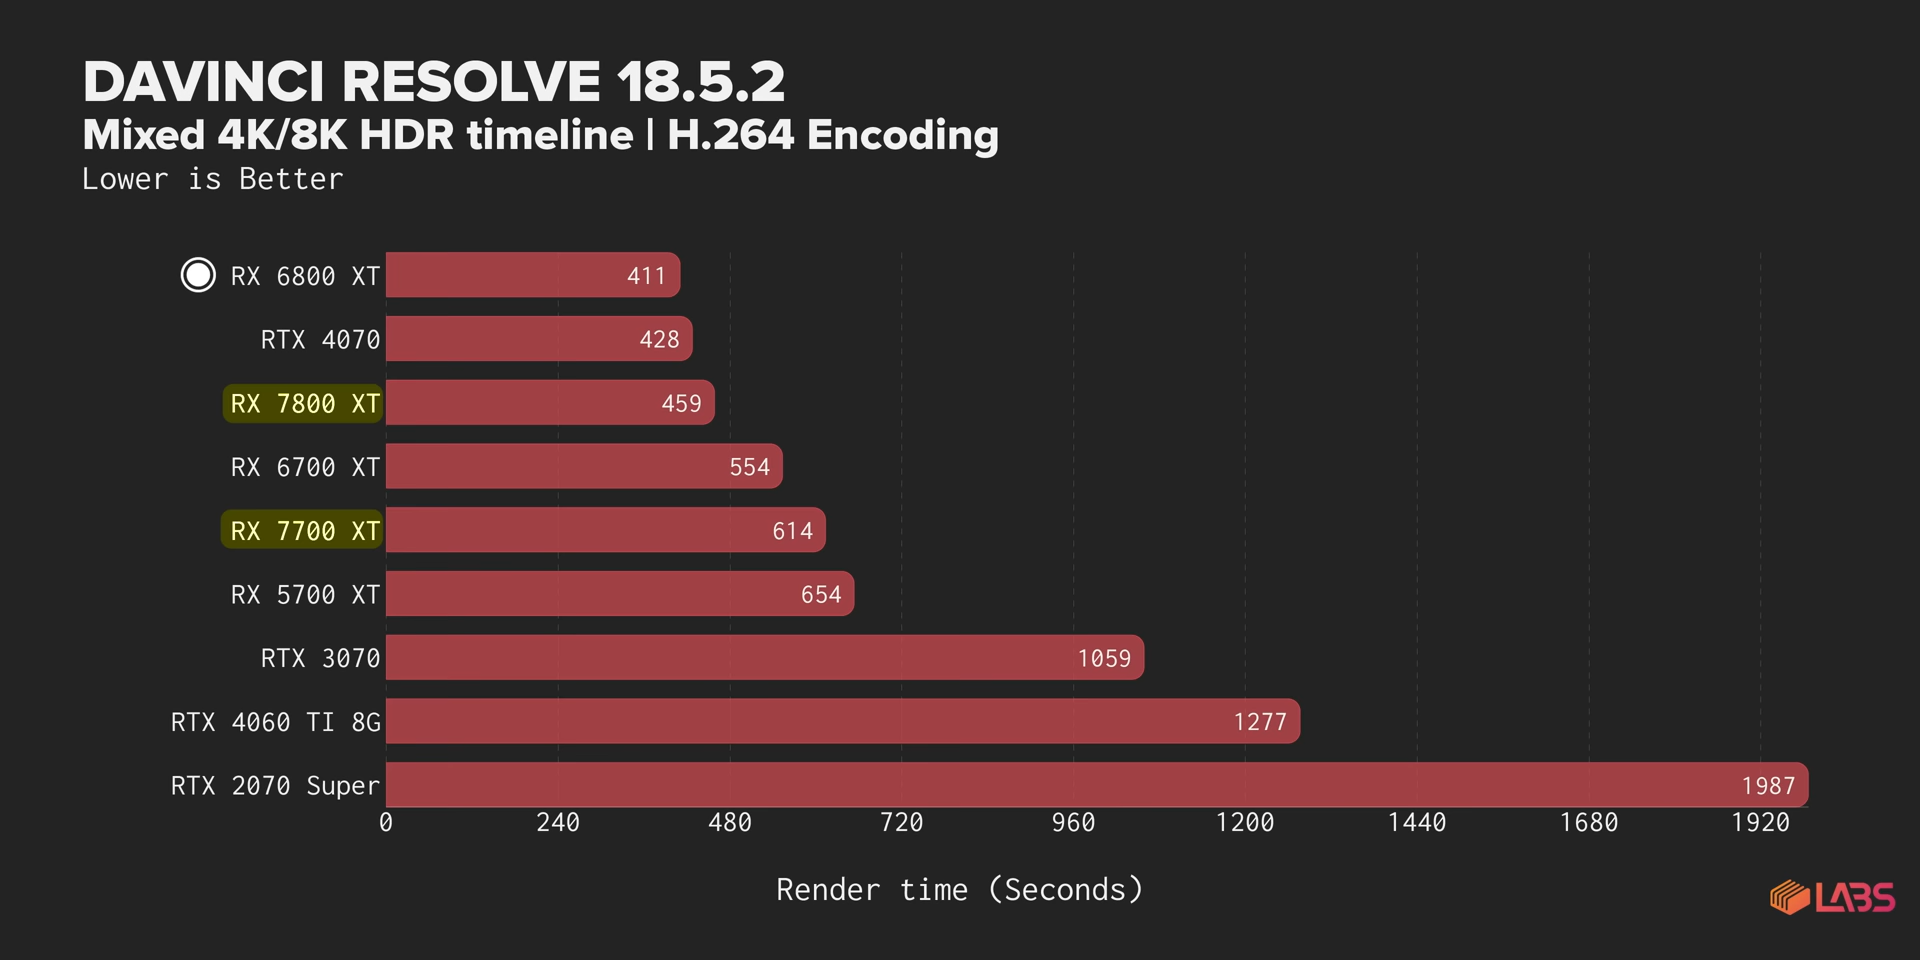 DAVINCI RESOLVE 18.5.2
Mixed 4K/8K HDR timeline | H.264 Encoding
Lower is Better
RX 6800 XT 411
RTX 4070 428
RX 7800 XT 459
RX 6700 XT 554
RX 7700 XT 614
RX 5700 XT 654
RTX 3070 1059
RTX 4060 TI 8G 1277
RTX 2070 Super 1987
0 240 480 720 960 1200 1440 1680 1920
Render time (Seconds)
LABS